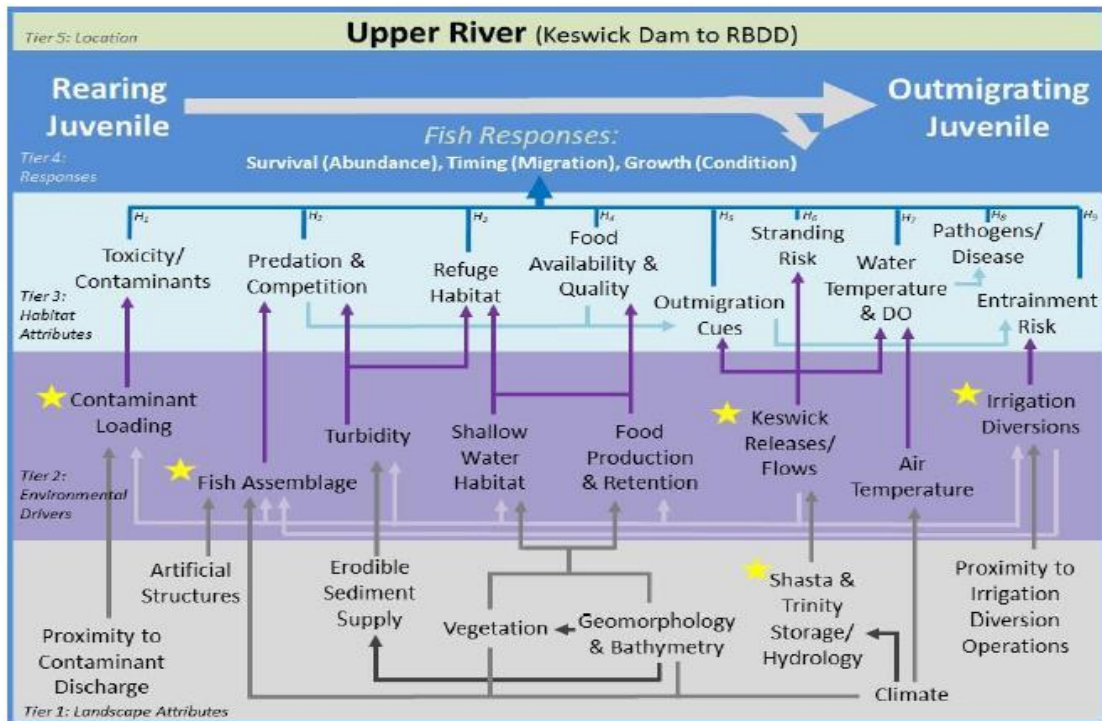 Tier 5: Location
Upper River (Keswick Dam to RBDD)
Rearing
Juvenile
Outmigrating
Juvenile
Fish Responses:
Survival (Abundance), Timing (Migration), Growth (Condition)
Tier 4:
Responses
H1
H2
H3
H4
H5
H6
H7
H8
H9
Toxicity/
Contaminants
Predation &
Competition
Refuge
Habitat
Food
Availability &
Quality
Outmigration
Cues
Stranding
Risk
Water
Temperature
& DO
Pathogens/
Disease
Entrainment
Risk
Tier 3:
Habitat
Attributes
Contaminant
Loading
Fish Assemblage
Turbidity
Shallow
Water
Habitat
Food
Production
& Retention
Keswick
Releases/
Flows
Air
Temperature
Irrigation
Diversions
Tier 2:
Environmental
Drivers
Proximity to
Contaminant
Discharge
Artificial
Structures
Erodible
Sediment
Supply
Vegetation
Geomorphology
& Bathymetry
Shasta &
Trinity
Storage/
Hydrology
Climate
Proximity to
Irrigation
Diversion
Operations
Tier 1: Landscape Attributes